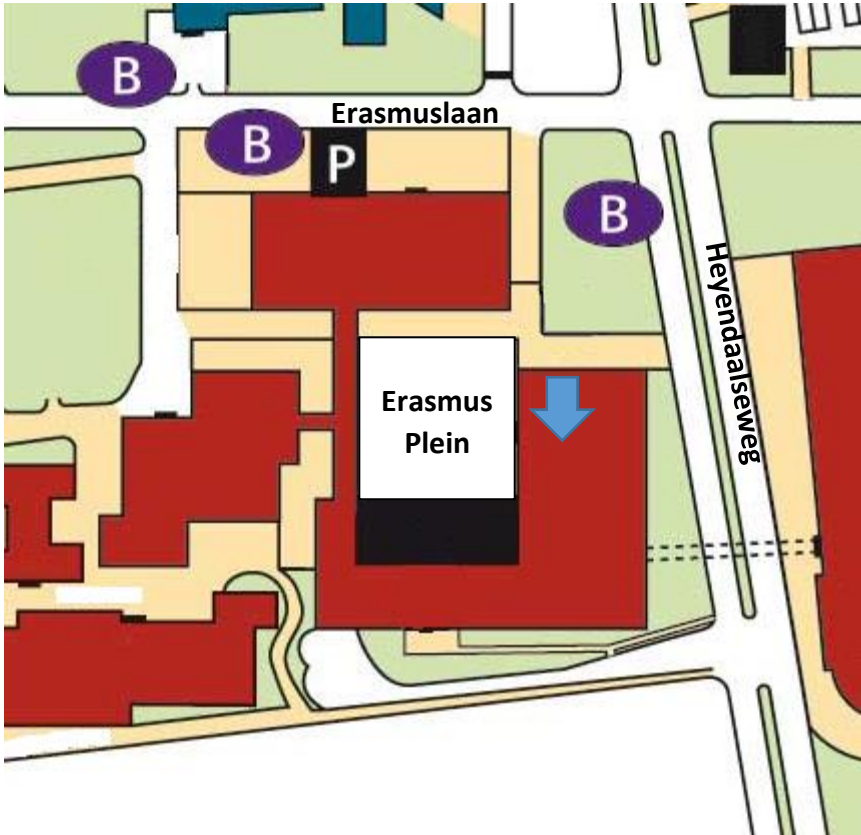 B
Erasmuslaan
B
P
B
Heyendaalseweg
Erasmus
Plein